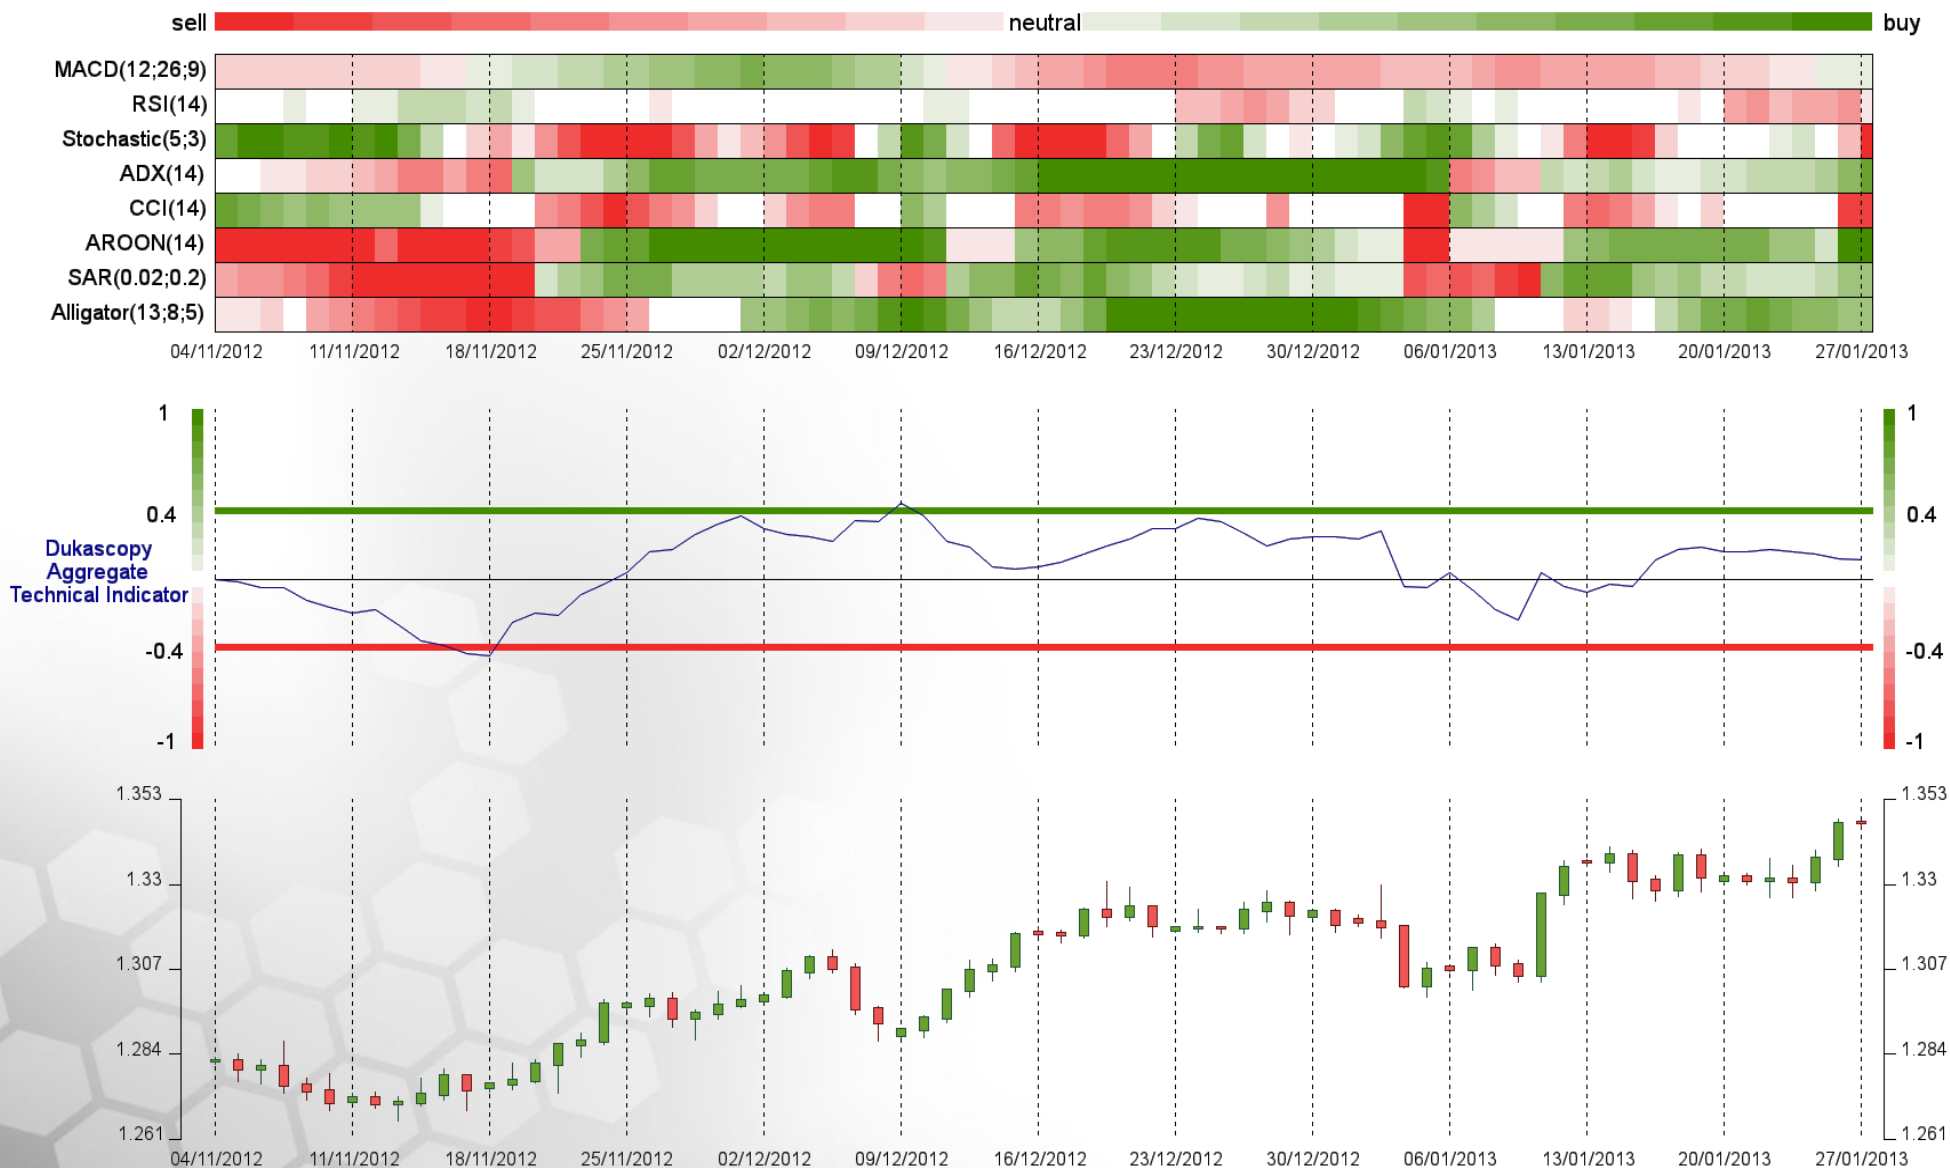 sell neutral buy
MACD(12;26;9)
RSI(14)
Stochastic(5;3)
ADX(14)
CCI(14)
AROON(14)
SAR(0.02;0.2)
Alligator(13;8;5)
04/11/2012 11/11/2012 18/11/2012 25/11/2012 02/12/2012 09/12/2012 16/12/2012 23/12/2012 30/12/2012 06/01/2013 13/01/2013 20/01/2013 27/01/2013
1 1
0.4 0.4
Dukascopy
Aggregate
Technical Indicator
-0.4 -0.4
-1 -1
1.353 1.353
1.33 1.33
1.307 1.307
1.284 1.284
1.261 1.261
04/11/2012 11/11/2012 18/11/2012 25/11/2012 02/12/2012 09/12/2012 16/12/2012 23/12/2012 30/12/2012 06/01/2013 13/01/2013 20/01/2013 27/01/2013